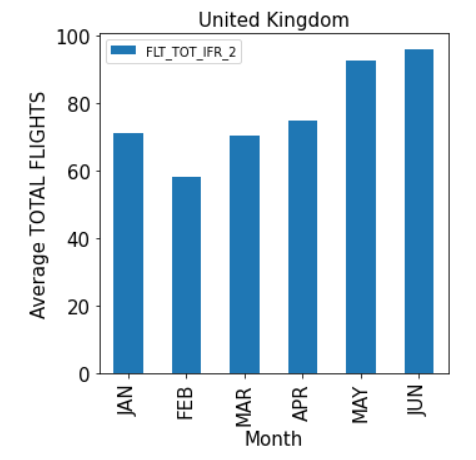 United Kingdom
FLT_TOT_IFR_2
Average TOTAL FLIGHTS
100
80
60
40
20
0
JAN FEB MAR APR MAY JUN
Month